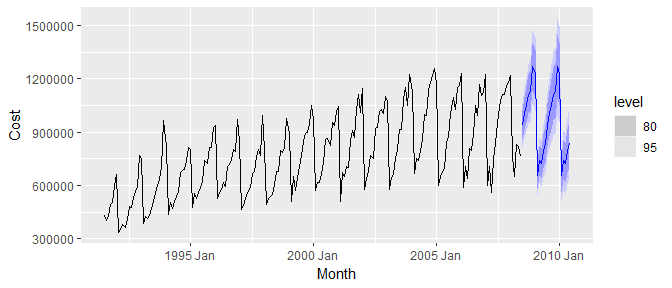 1500000
1200000
900000
600000
300000
Cost
1995 Jan
2000 Jan
2005 Jan
2010 Jan
Month
level
80
95